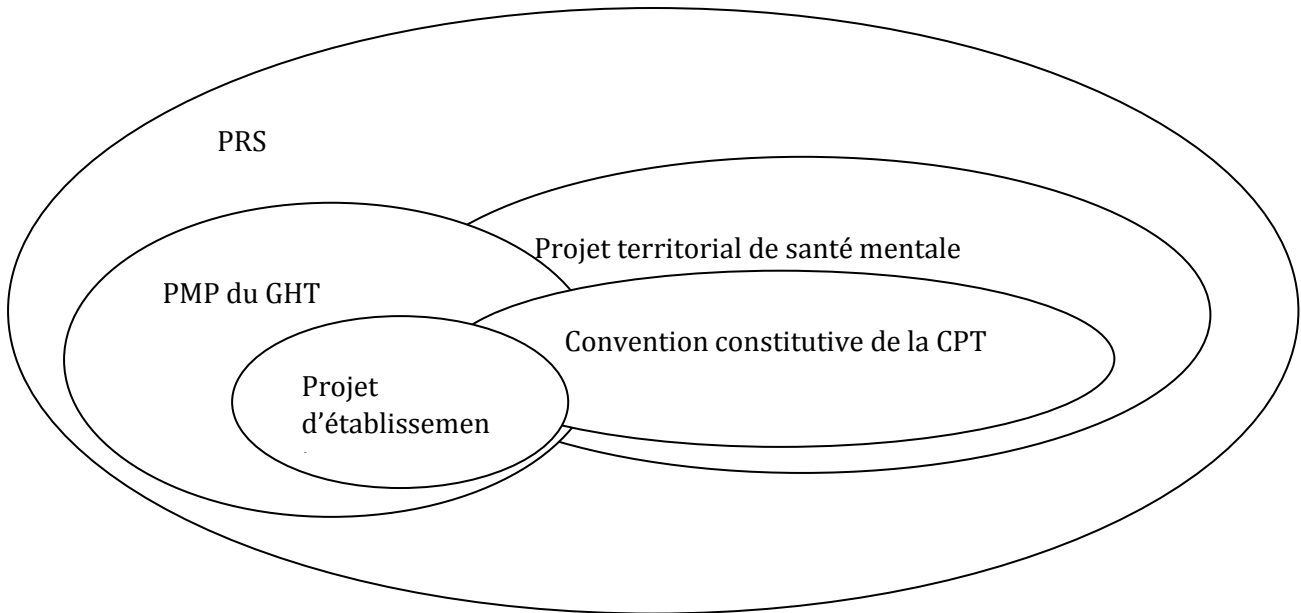 PRS
Projet territorial de santé mentale
PMP du GHT
Convention constitutive de la CPT
Projet
d’établissemen